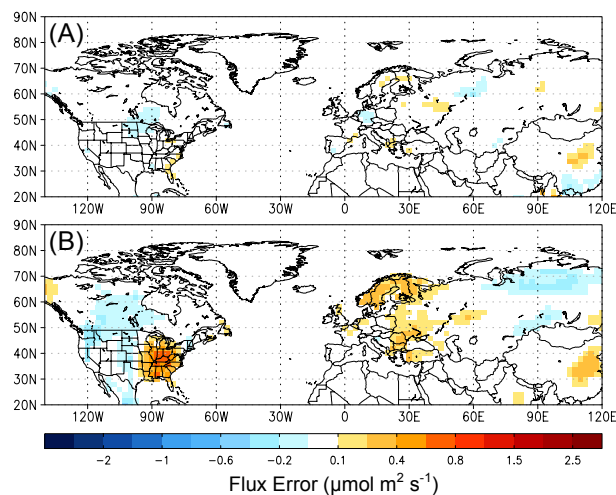 (A)
90N
80N
70N
60N
50N
40N
30N
20N
120W 90W 60W 30W 0 30E 60E 90E 120E
(B)
90N
80N
70N
60N
50N
40N
30N
20N
120W 90W 60W 30W 0 30E 60E 90E 120E
-2 -1 -0.6 -0.2 0.1 0.4 0.8 1.5 2.5
Flux Error (µmol m² s⁻¹)